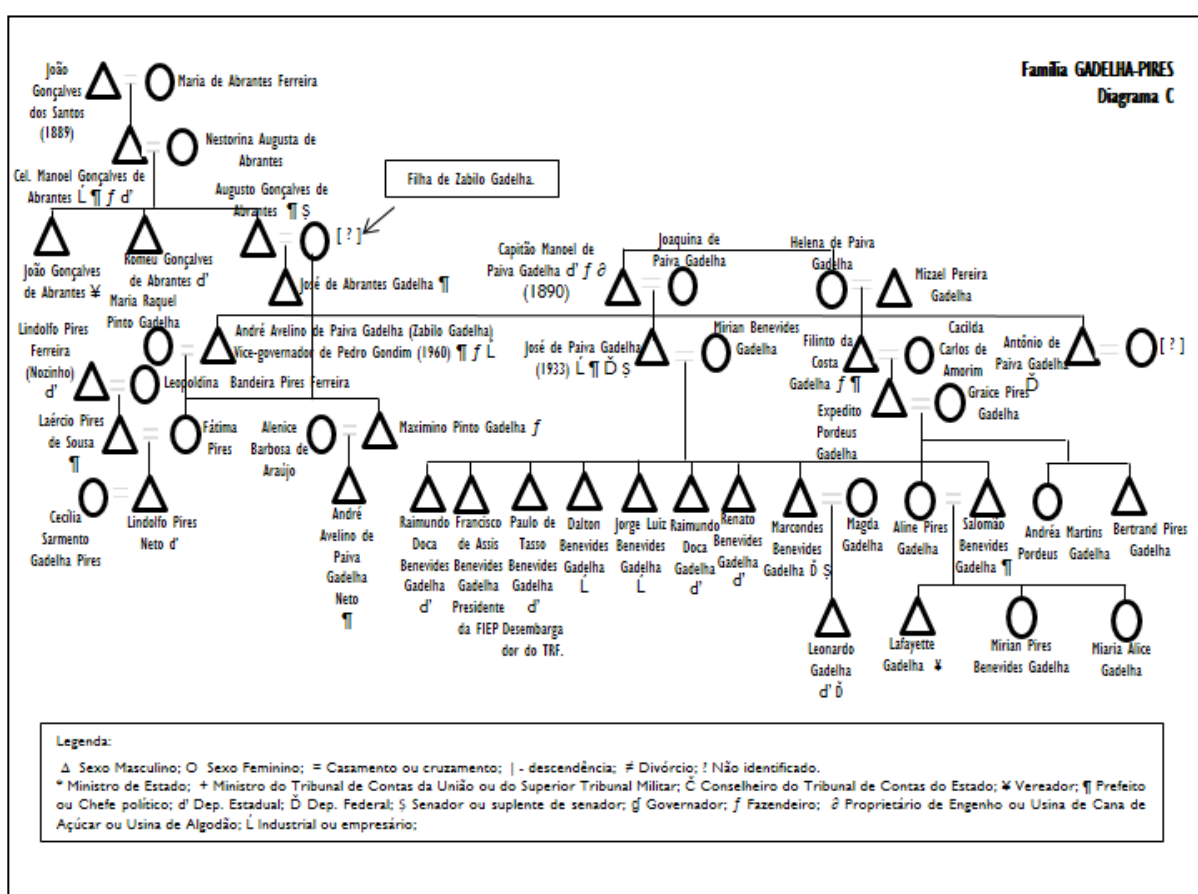 Família GADELHA-PIRES
Diagrama C
João
Gonçalves
dos Santos
(1889)
Maria de Abrantes Ferreira
Nestorina Augusta de
Abrantes
Cel. Manoel Gonçalves de
Abrantes Ĺ ¶ ƒ ď
Augusto Gonçalves de
Abrantes ¶ Ș
Filha de Zabilo Gadelha.
[ ? ]
João Gonçalves
de Abrantes ¥
Romeu Gonçalves
de Abrantes ď
José de Abrantes Gadelha ¶
Capitão Manoel de
Paiva Gadelha ď ƒ ∂
(1890)
Joaquina de
Paiva Gadelha
Helena de Paiva
Gadelha
Mizael Pereira
Gadelha
Maria Raquel
Pinto Gadelha
André Avelino de Paiva Gadelha (Zabilo Gadelha)
Vice-governador de Pedro Gondim (1960) ¶ ƒ Ĺ
José de Paiva Gadelha
(1933) Ĺ ¶ Ď Ș
Mirian Benevides
Gadelha
Filinto da
Costa
Gadelha ƒ ¶
Cacilda
Carlos de
Amorim
Antônio de
Paiva Gadelha
Ď
[ ? ]
Lindolfo Pires
Ferreira
(Nozinho)
ď
Leopoldina Bandeira Pires Ferreira
Expedito
Pordeus
Gadelha
Graice Pires
Gadelha
Laércio Pires
de Sousa
¶
Fátima
Pires
Alenice
Barbosa de
Araújo
Maximino Pinto Gadelha ƒ
Cecília
Sarmento
Gadelha Pires
Lindolfo Pires
Neto ď
André
Avelino de
Paiva
Gadelha
Neto
¶
Raimundo
Doca
Benevides
Gadelha
ď
Francisco
de Assis
Benevides
Gadelha
Presidente
da FIEP
Paulo de
Tasso
Benevides
Gadelha
ď
Desembarga
dor do TRF.
Dalton
Benevides
Gadelha
Ĺ
Jorge Luiz
Benevides
Gadelha
Ĺ
Raimundo
Doca
Gadelha
ď
Renato
Benevides
Gadelha
ď
Marcondes
Benevides
Gadelha Ď Ș
Magda
Gadelha
Aline Pires
Gadelha
Salomão
Benevides
Gadelha ¶
Andréa Martins
Pordeus Gadelha
Bertrand Pires
Gadelha
Leonardo
Gadelha
ď Ď
Lafayette
Gadelha ¥
Mirian Pires
Benevides Gadelha
Miaria Alice
Gadelha
Legenda:
Δ Sexo Masculino; O Sexo Feminino; = Casamento ou cruzamento; | - descendência; ≠ Divórcio; ? Não identificado.
* Ministro de Estado; + Ministro do Tribunal de Contas da União ou do Superior Tribunal Militar; Č Conselheiro do Tribunal de Contas do Estado; ¥ Vereador; ¶ Prefeito
ou Chefe político; ď Dep. Estadual; Ď Dep. Federal; Ș Senador ou suplente de senador; Governador; ƒ Fazendeiro; ∂ Proprietário de Engenho ou Usina de Cana de
Açúcar ou Usina de Algodão; Ĺ Industrial ou empresário;